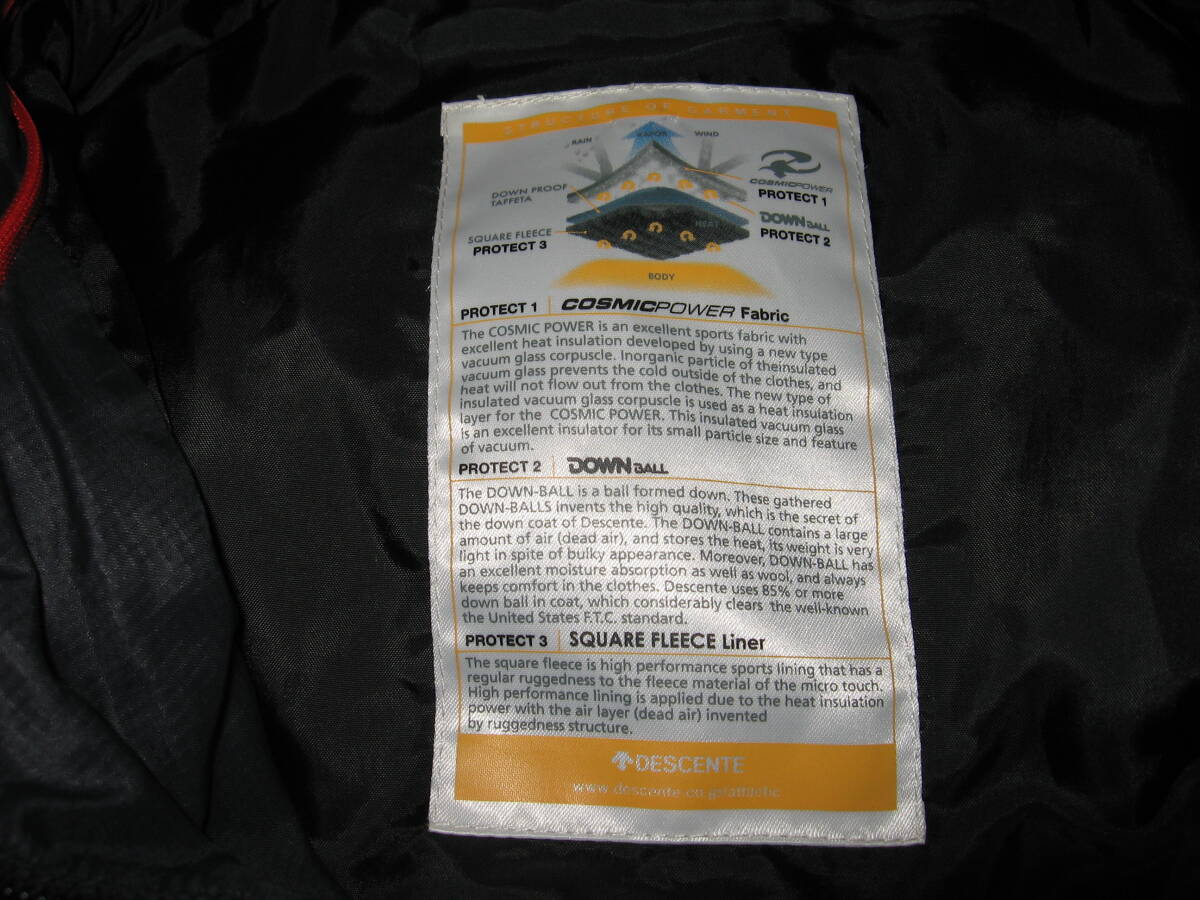 STRUCTURE OF GARMENT
RAIN
VAPOR
WIND
COSMICPOWER
PROTECT 1
DOWN PROOF
TAFFETA
DOWNBALL
PROTECT 2
HEAT
SQUARE FLEECE
PROTECT 3
BODY
PROTECT 1 COSMICPOWER Fabric
The COSMIC POWER is an excellent sports fabric with
excellent heat insulation developed by using a new type
vacuum glass corpuscle. Inorganic particle of theinsulated
vacuum glass prevents the cold outside of the clothes, and
heat will not flow out from the clothes. The new type of
insulated vacuum glass corpuscle is used as a heat insulation
layer for the COSMIC POWER. This insulated vacuum glass
is an excellent insulator for its small particle size and feature
of vacuum.
PROTECT 2 DOWNBALL
The DOWN-BALL is a ball formed down. These gathered
DOWN-BALLS invents the high quality, which is the secret of
the down coat of Descente. The DOWN-BALL contains a large
amount of air (dead air), and stores the heat, its weight is very
light in spite of bulky appearance. Moreover, DOWN-BALL has
an excellent moisture absorption as well as wool, and always
keeps comfort in the clothes. Descente uses 85% or more
down ball in coat, which considerably clears the well-known
the United States F.T.C. standard.
PROTECT 3 SQUARE FLEECE Liner
The square fleece is high performance sports lining that has a
regular ruggedness to the fleece material of the micro touch.
High performance lining is applied due to the heat insulation
power with the air layer (dead air) invented
by ruggedness structure.
DESCENTE